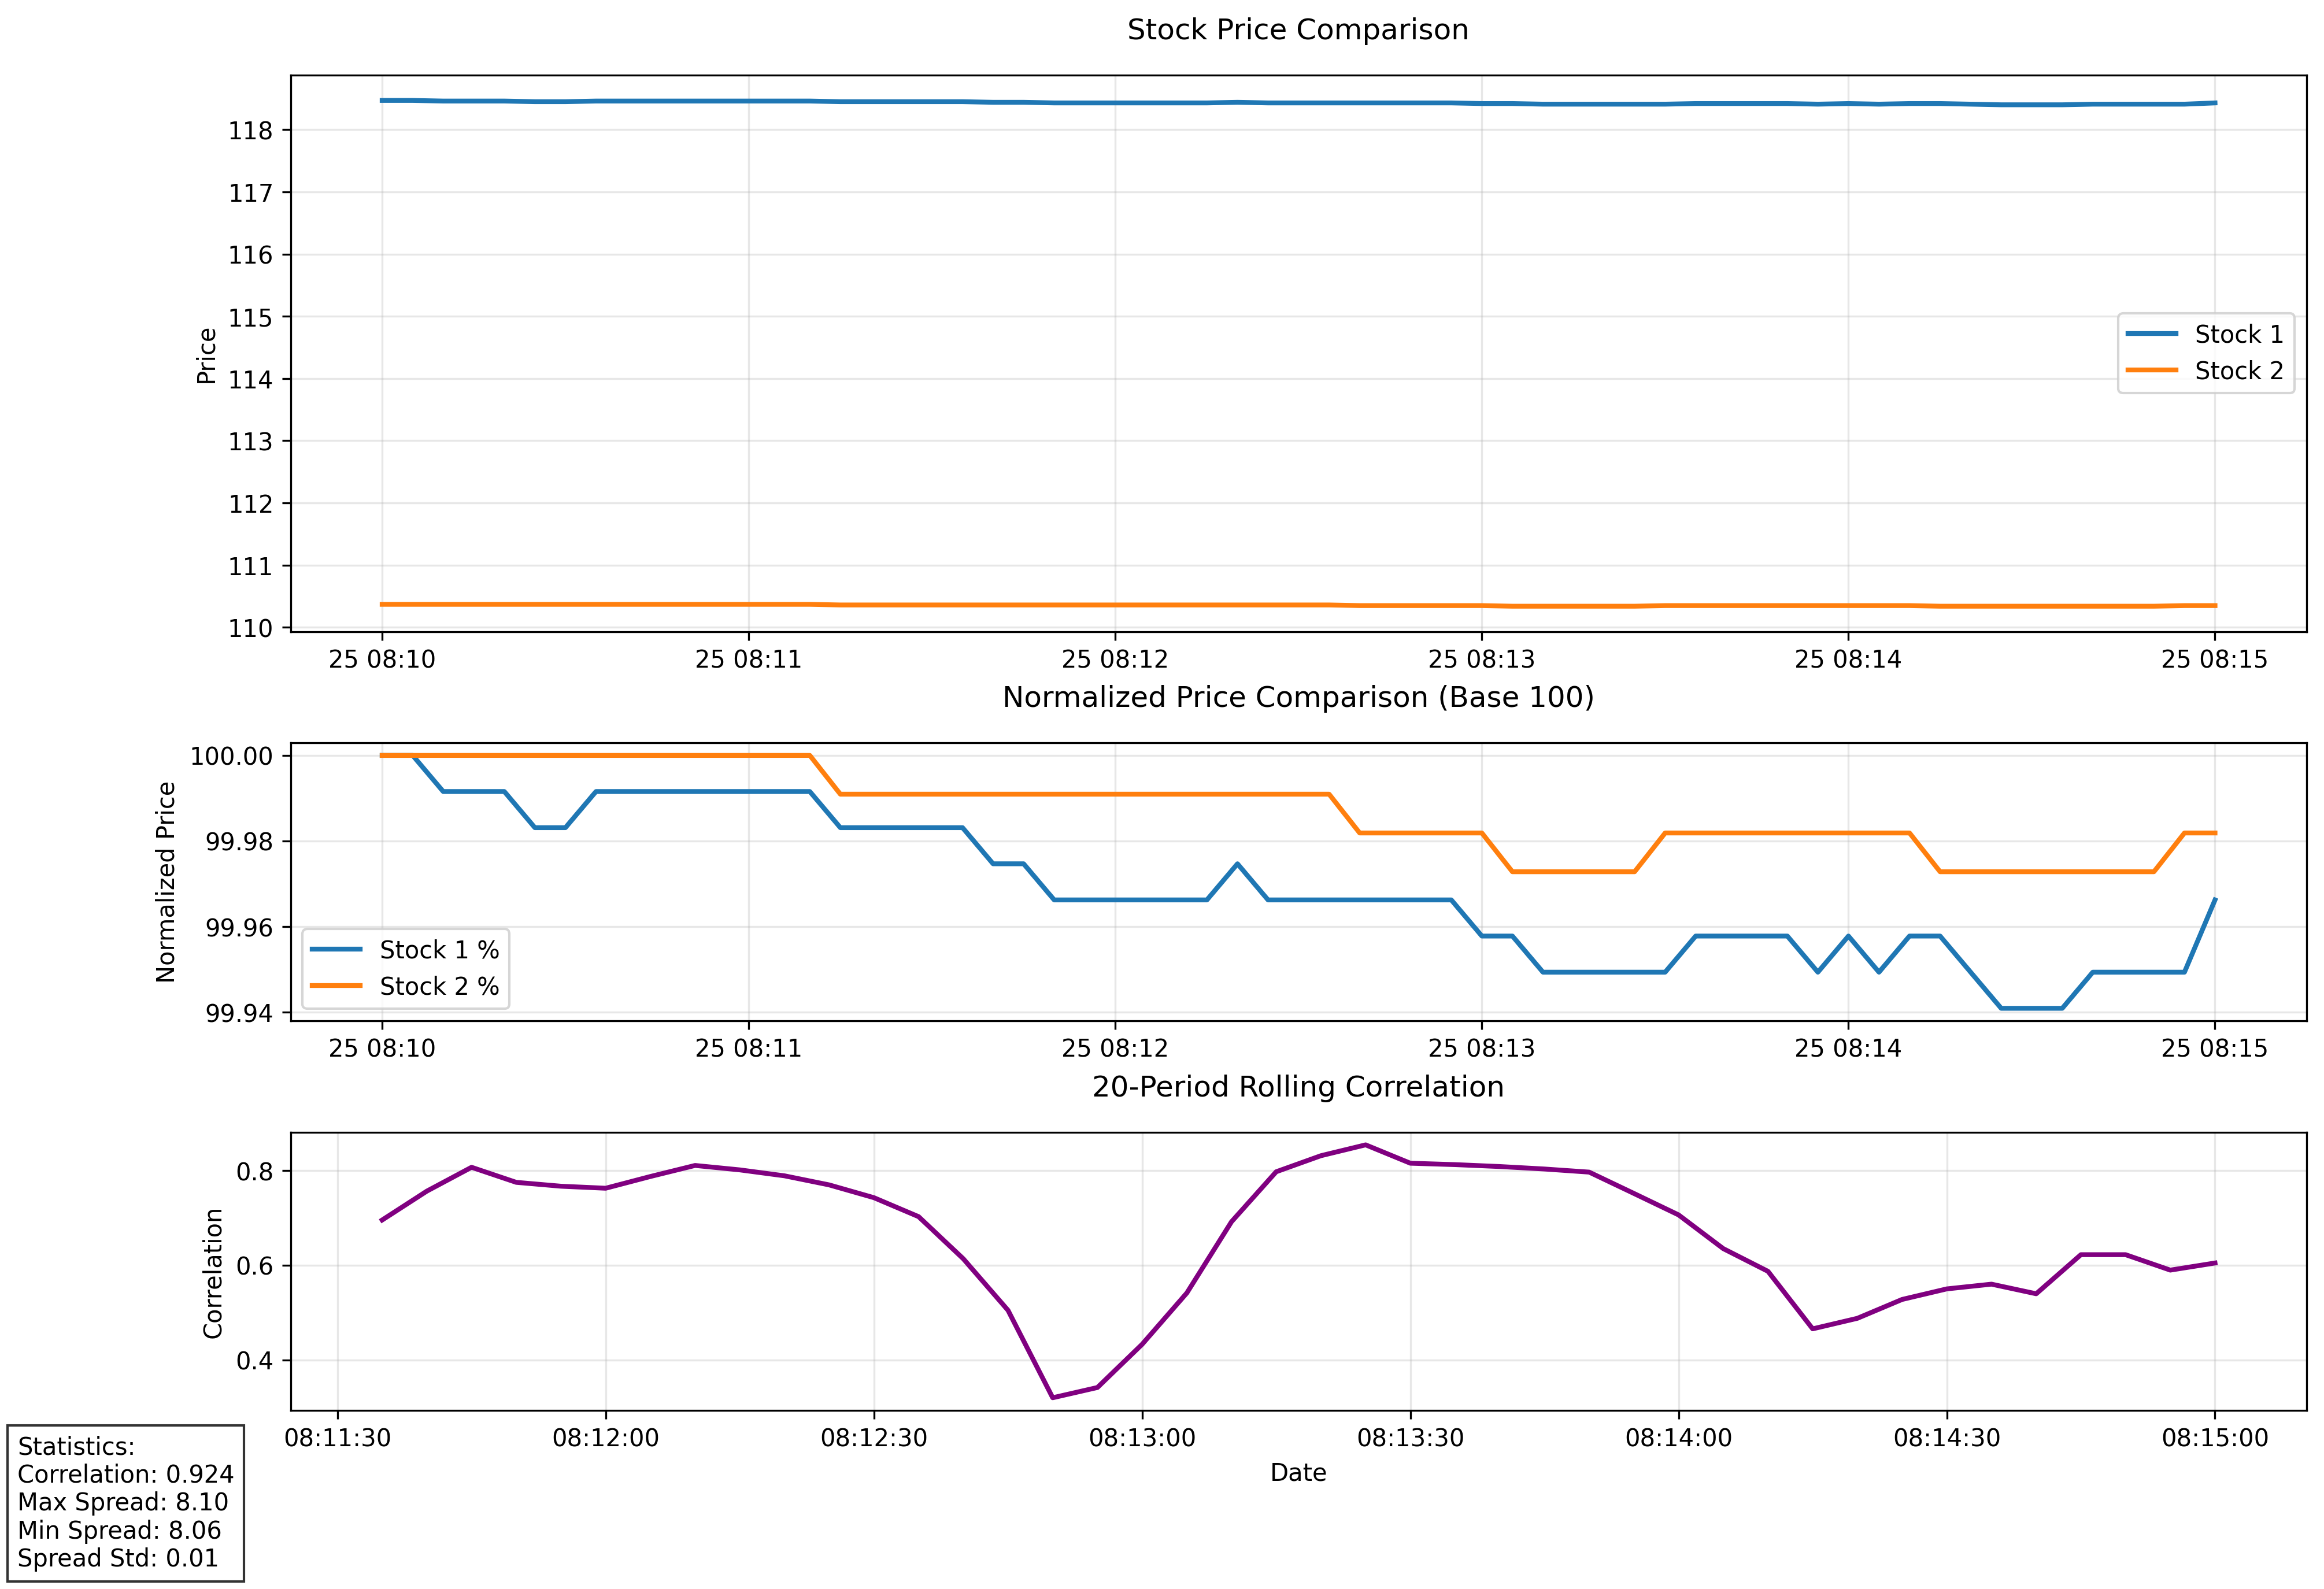 Stock Price Comparison
Price
118
117
116
115
114
113
112
111
110
Stock 1
Stock 2
25 08:10 25 08:11 25 08:12 25 08:13 25 08:14 25 08:15
Normalized Price Comparison (Base 100)
Normalized Price
100.00
99.98
99.96
99.94
Stock 1 %
Stock 2 %
25 08:10 25 08:11 25 08:12 25 08:13 25 08:14 25 08:15
20-Period Rolling Correlation
Correlation
0.8
0.6
0.4
08:11:30 08:12:00 08:12:30 08:13:00 08:13:30 08:14:00 08:14:30 08:15:00
Date
Statistics:
Correlation: 0.924
Max Spread: 8.10
Min Spread: 8.06
Spread Std: 0.01